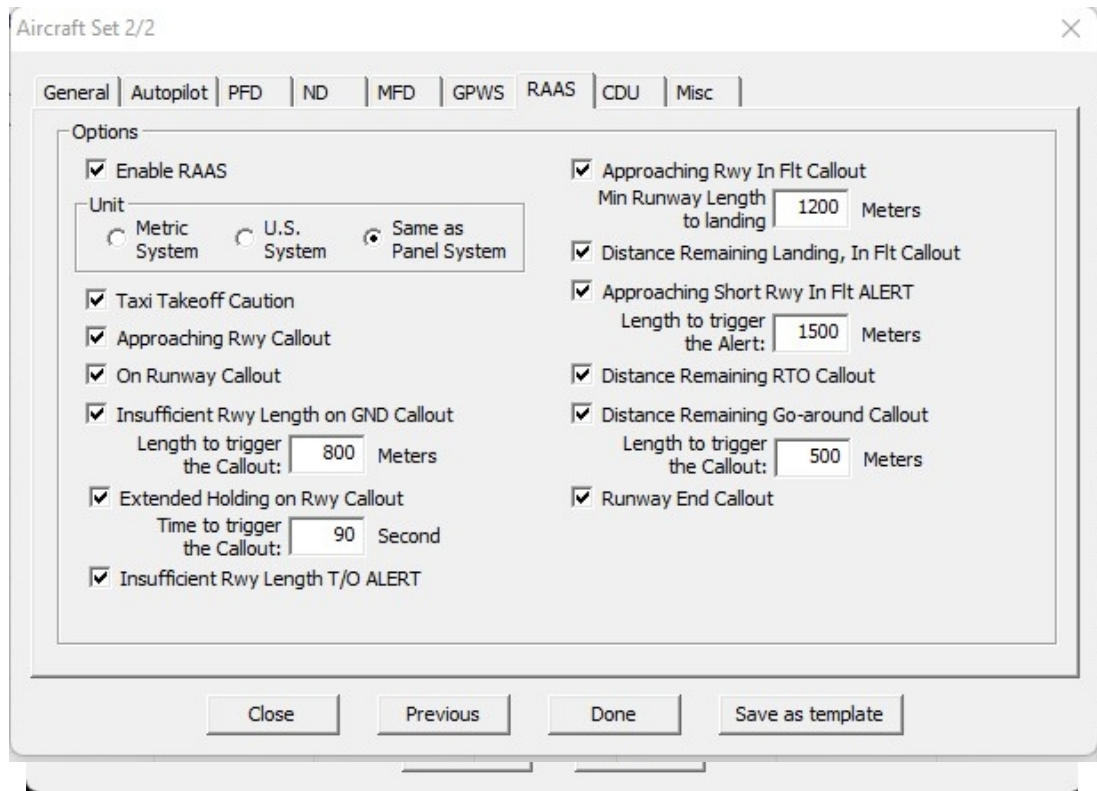 Aircraft Set 2/2
General Autopilot PFD ND MFD GPWS RAAS CDU Misc
Options
Enable RAAS
Unit
Metric
System
U.S.
System
Same as
Panel System
Taxi Takeoff Caution
Approaching Rwy Callout
On Runway Callout
Insufficient Rwy Length on GND Callout
Length to trigger
the Callout: 800 Meters
Extended Holding on Rwy Callout
Time to trigger
the Callout: 90 Second
Insufficient Rwy Length T/O ALERT
Approaching Rwy In Flt Callout
Min Runway Length
to landing 1200 Meters
Distance Remaining Landing, In Flt Callout
Approaching Short Rwy In Flt ALERT
Length to trigger
the Alert: 1500 Meters
Distance Remaining RTO Callout
Distance Remaining Go-around Callout
Length to trigger
the Callout: 500 Meters
Runway End Callout
Close Previous Done Save as template